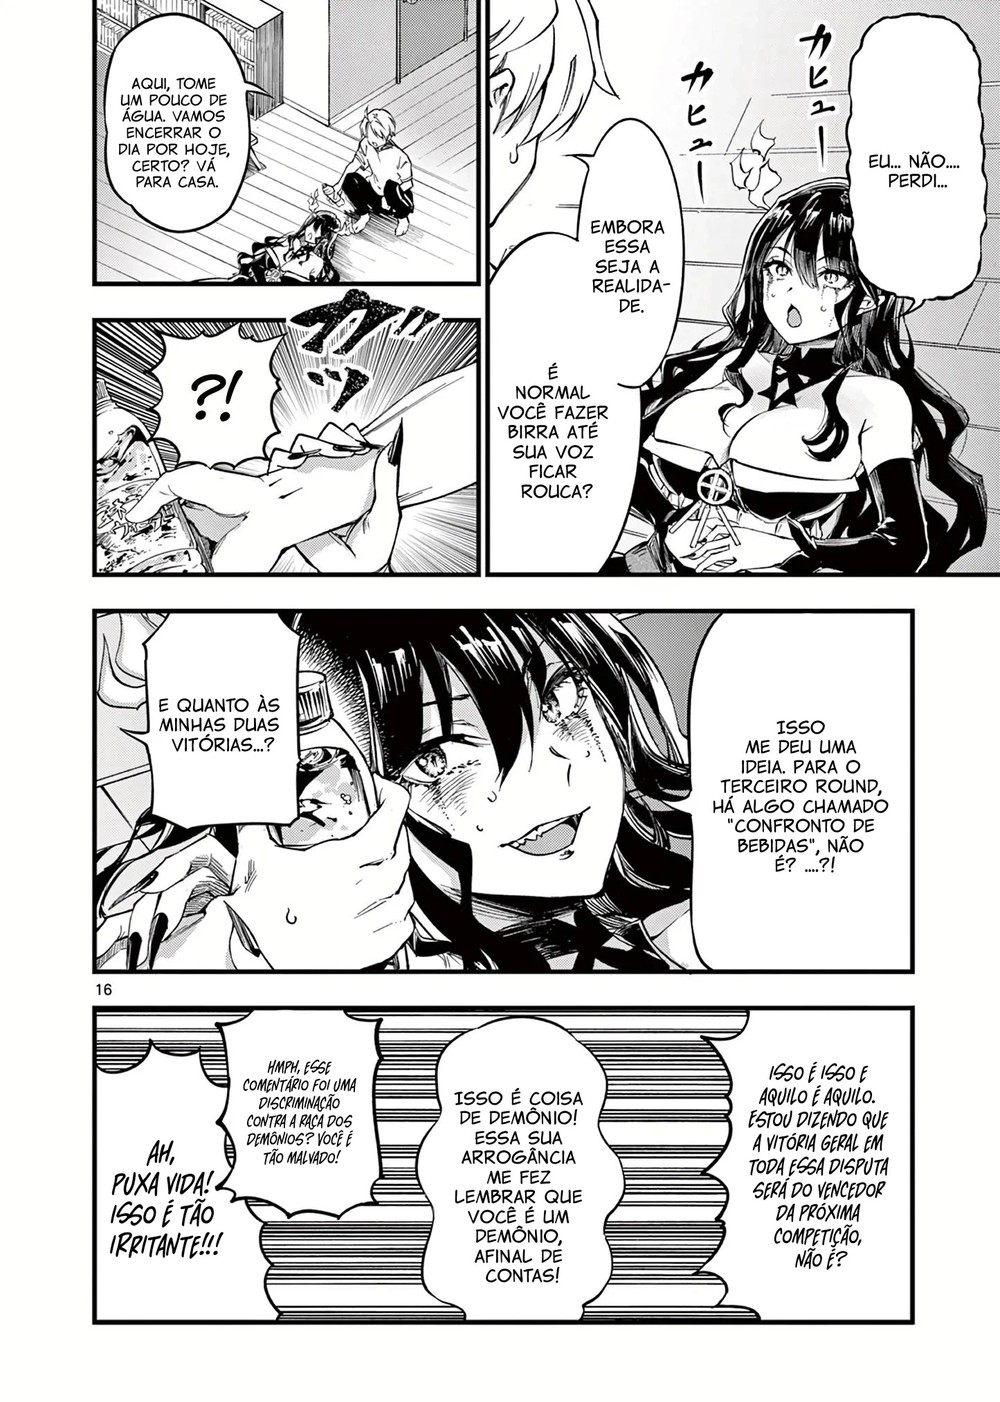 カヒュー
カヒュー
EU... NÃO....
PERDI...
EMBORA
ESSA
SEJA A
REALIDA-
DE.
É
NORMAL
VOCÊ FAZER
BIRRA ATÉ
SUA VOZ
FICAR
ROUCA?
AQUI, TOME
UM POUCO DE
ÁGUA. VAMOS
ENCERRAR O
DIA POR HOJE,
CERTO? VÁ
PARA CASA.
ガッ
?!
ISSO
ME DEU UMA
IDEIA. PARA O
TERCEIRO ROUND,
HÁ ALGO CHAMADO
"CONFRONTO DE
BEBIDAS", NÃO
É? ....?!
E QUANTO ÀS
MINHAS DUAS
VITÓRIAS...?
16
ISSO É ISSO E
AQUILO É AQUILO.
ESTOU DIZENDO QUE
A VITÓRIA GERAL EM
TODA ESSA DISPUTA
SERÁ DO VENCEDOR
DA PRÓXIMA
COMPETIÇÃO,
NÃO É?
ISSO É COISA
DE DEMÔNIO!
ESSA SUA
ARROGÂNCIA
ME FEZ
LEMBRAR QUE
VOCÊ É UM
DEMÔNIO,
AFINAL DE
CONTAS!
HMPH, ESSE
COMENTÁRIO FOI UMA
DISCRIMINAÇÃO
CONTRA A RAÇA DOS
DEMÔNIOS? VOCÊ É
TÃO MALVADO!
AH,
PUXA VIDA!
ISSO É TÃO
IRRITANTE!!!